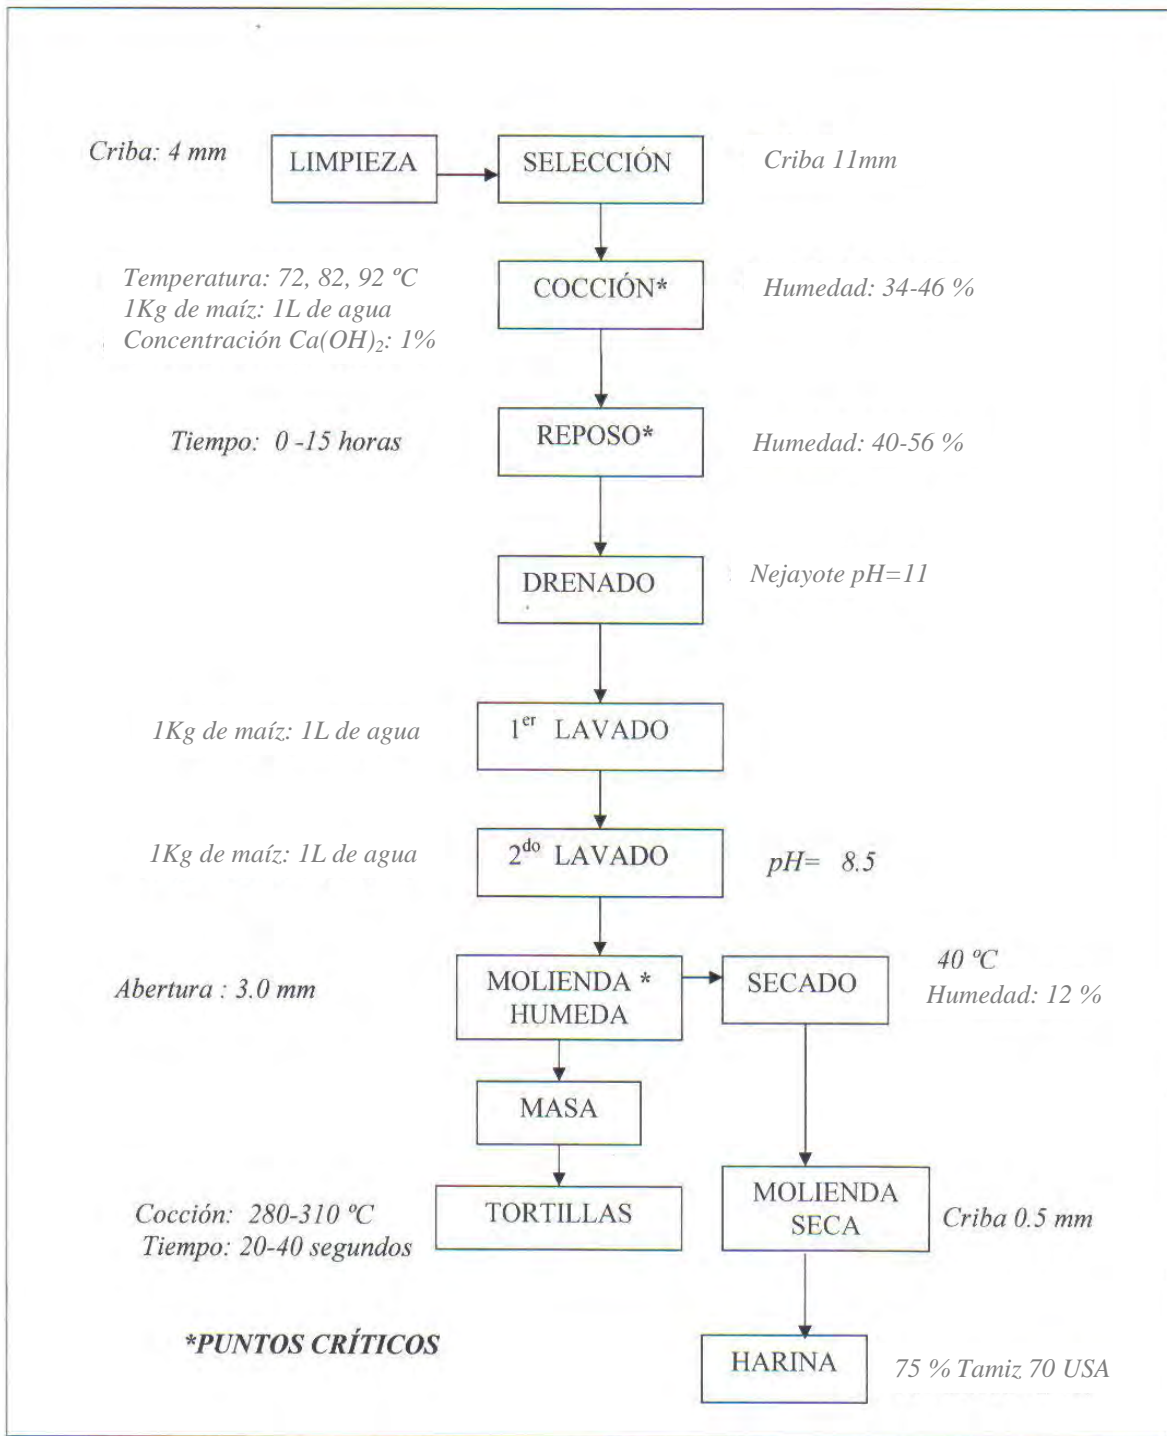 Criba: 4 mm
LIMPIEZA
SELECCIÓN
Criba 11mm
Temperatura: 72, 82, 92 ºC
1Kg de maíz: 1L de agua
Concentración Ca(OH)₂: 1%
COCCIÓN*
Humedad: 34-46 %
Tiempo: 0 -15 horas
REPOSO*
Humedad: 40-56 %
DRENADO
Nejayote pH=11
1Kg de maíz: 1L de agua
1er LAVADO
1Kg de maíz: 1L de agua
2do LAVADO
pH= 8.5
Abertura : 3.0 mm
MOLIENDA *
HUMEDA
SECADO
40 ºC
Humedad: 12 %
MASA
Cocción: 280-310 ºC
Tiempo: 20-40 segundos
TORTILLAS
MOLIENDA
SECA
Criba 0.5 mm
*PUNTOS CRÍTICOS
HARINA
75 % Tamiz 70 USA